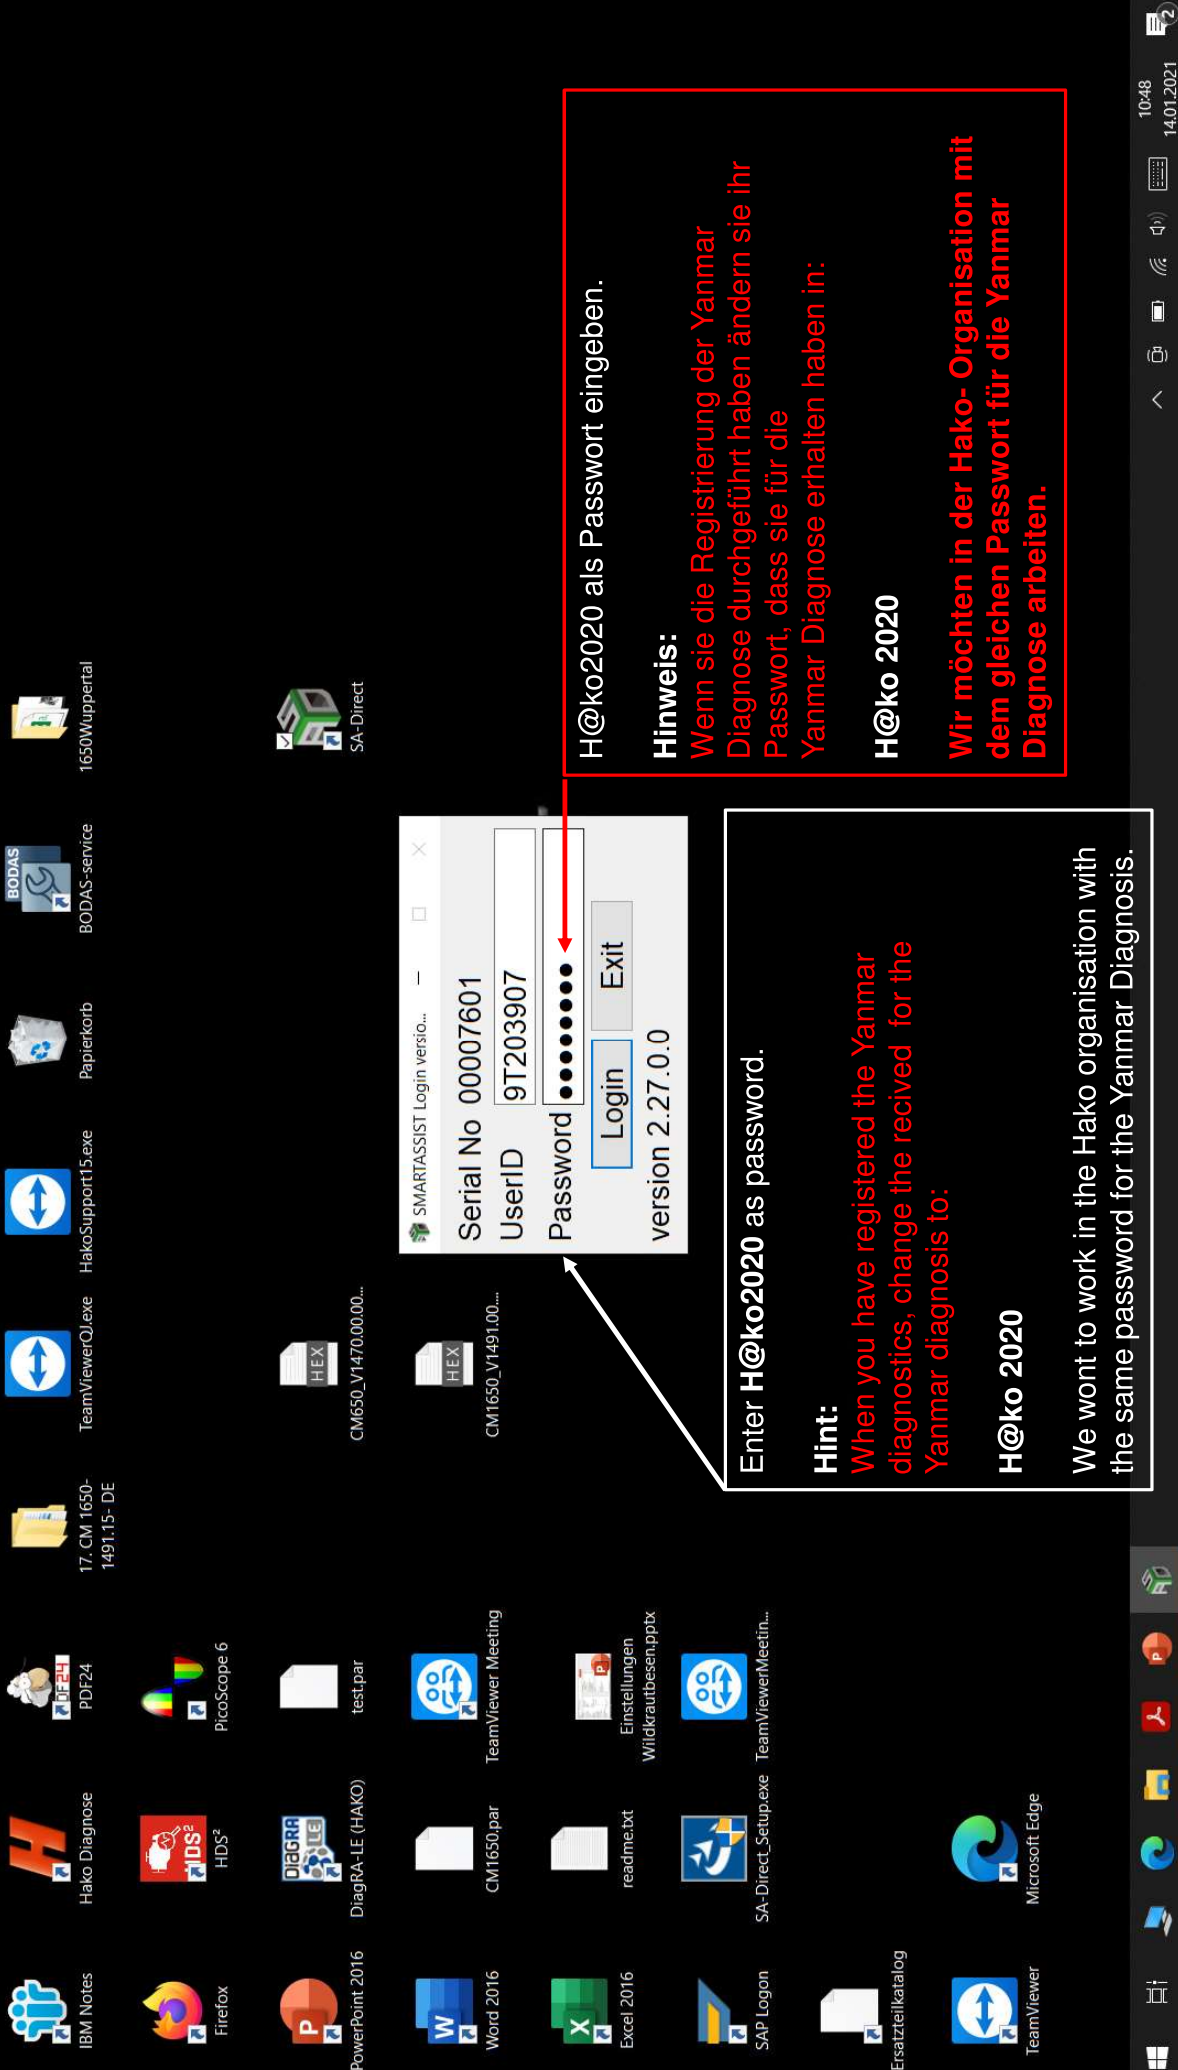 IBM Notes
Hako Diagnose
PDF24
17. CM 1650-
1491.15- DE
TeamViewerQJ.exe
HakoSupport15.exe
Papierkorb
BODAS
BODAS-service
1650Wuppertal
Firefox
HDS²
HDS²
PicoScope 6
PowerPoint 2016
DiagRA
LE
DiagRA-LE (HAKO)
test.par
HEX
CM650_V1470.00.00...
SA-Direct
Word 2016
CM1650.par
TeamViewer Meeting
HEX
CM1650_V1491.00....
Excel 2016
readme.txt
Einstellungen
Wildkrautbesen.pptx
SAP Logon
SA-Direct_Setup.exe
TeamViewerMeetin...
Ersatzteilkatalog
TeamViewer
Microsoft Edge
SMARTASSIST Login versio...
Serial No 00007601
UserID 9T203907
Password ●●●●●●●●
Login Exit
version 2.27.0.0
H@ko2020 als Passwort eingeben.
Hinweis:
Wenn sie die Registrierung der Yanmar
Diagnose durchgeführt haben ändern sie ihr
Passwort, dass sie für die
Yanmar Diagnose erhalten haben in:
H@ko 2020
Wir möchten in der Hako- Organisation mit
dem gleichen Passwort für die Yanmar
Diagnose arbeiten.
Enter H@ko2020 as password.
Hint:
When you have registered the Yanmar
diagnostics, change the recived  for the
Yanmar diagnosis to:
H@ko 2020
We wont to work in the Hako organisation with
the same password for the Yanmar Diagnosis.
10:48
14.01.2021
2